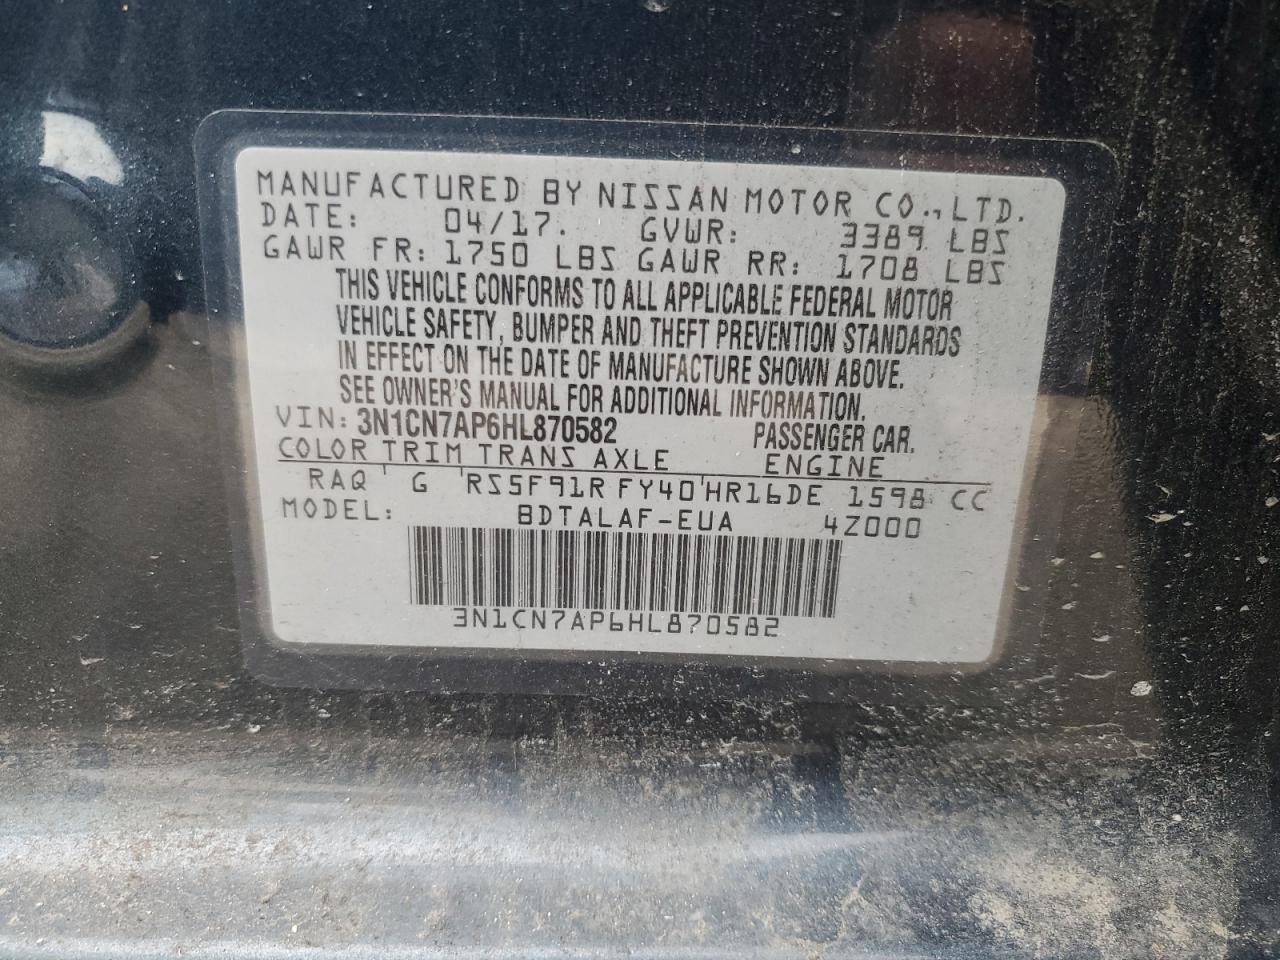 MANUFACTURED BY NISSAN MOTOR CO., LTD.
DATE: 04/17. GVWR: 3389 LBS
GAWR FR: 1750 LBS GAWR RR: 1708 LBS
THIS VEHICLE CONFORMS TO ALL APPLICABLE FEDERAL MOTOR
VEHICLE SAFETY, BUMPER AND THEFT PREVENTION STANDARDS
IN EFFECT ON THE DATE OF MANUFACTURE SHOWN ABOVE.
SEE OWNER'S MANUAL FOR ADDITIONAL INFORMATION.
VIN: 3N1CN7AP6HL870582 PASSENGER CAR.
COLOR TRIM TRANS AXLE ENGINE
RAQ ' G 'RS5F91R FY40'HR16DE 1598 CC
MODEL: BDTALAF-EUA 4Z000
3N1CN7AP6HL870582